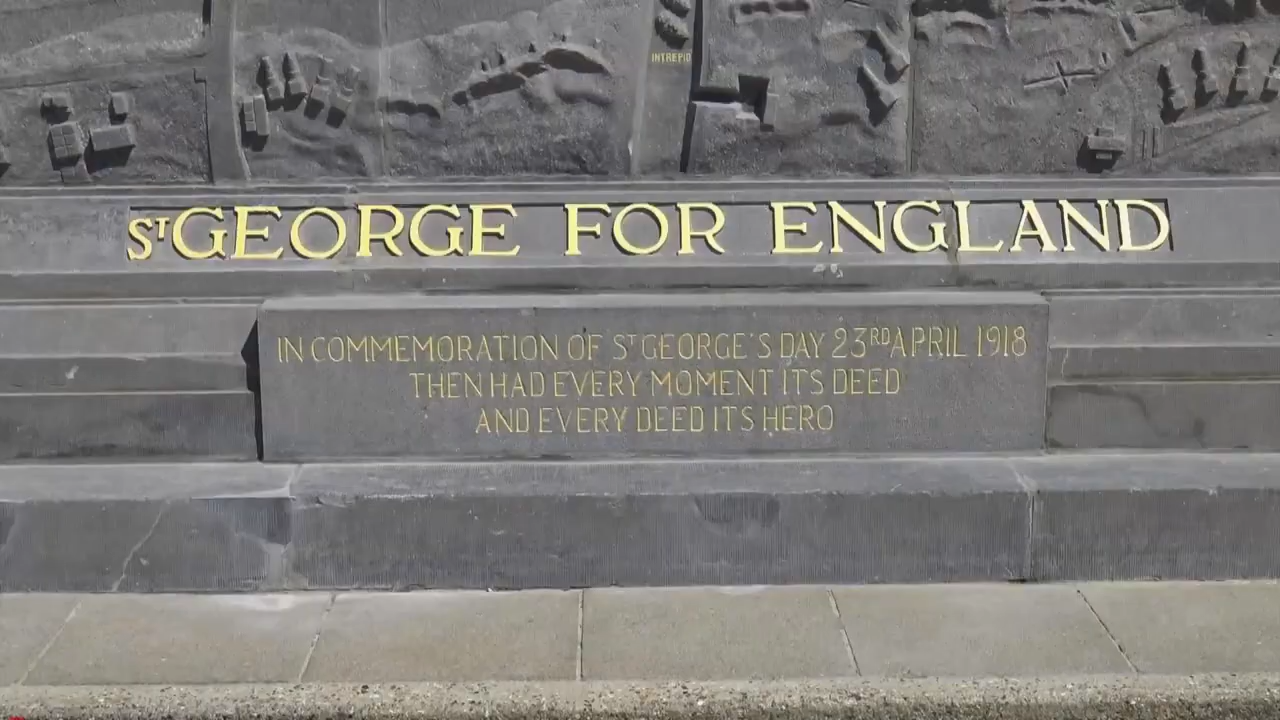 INTREPID
ST GEORGE FOR ENGLAND
IN COMMEMORATION OF ST GEORGE'S DAY 23RD APRIL 1918
THEN HAD EVERY MOMENT ITS DEED
AND EVERY DEED ITS HERO